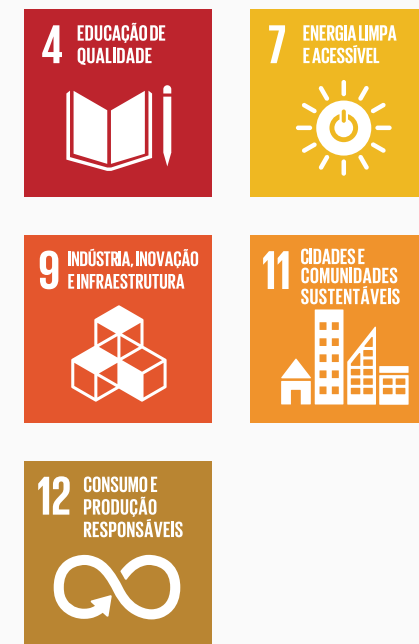 4 EDUCAÇÃO DE
QUALIDADE
7 ENERGIA LIMPA
E ACESSÍVEL
9 INDÚSTRIA, INOVAÇÃO
E INFRAESTRUTURA
11 CIDADES E
COMUNIDADES
SUSTENTÁVEIS
12 CONSUMO E
PRODUÇÃO
RESPONSÁVEIS